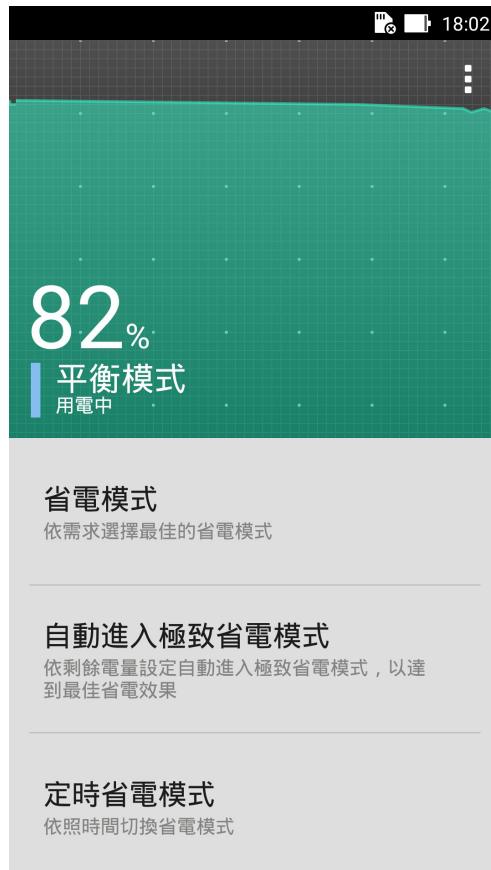 18:02
82%
平衡模式
用電中
省電模式
依需求選擇最佳的省電模式
自動進入極致省電模式
依剩餘電量設定自動進入極致省電模式，以達
到最佳省電效果
定時省電模式
依照時間切換省電模式